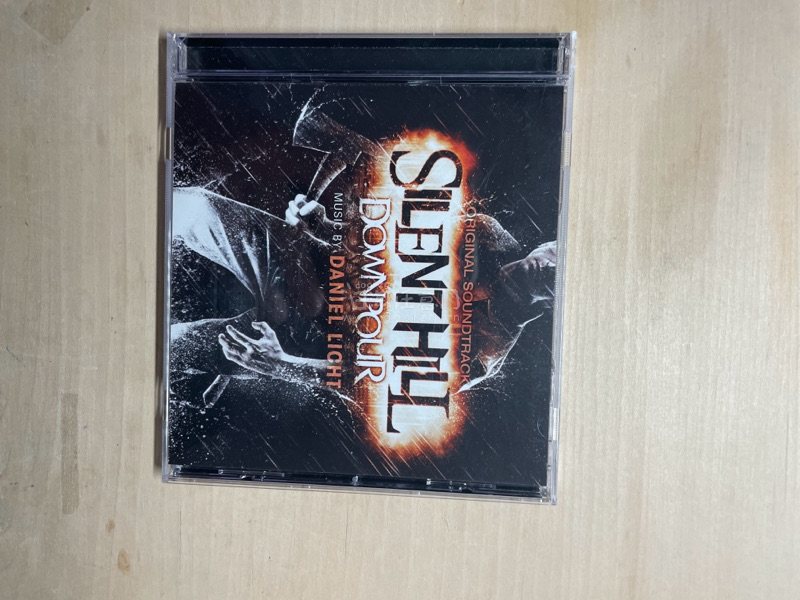 ORIGINAL SOUNDTRACK
SILENT HILL
DOWNPOUR
MUSIC BY DANIEL LICHT